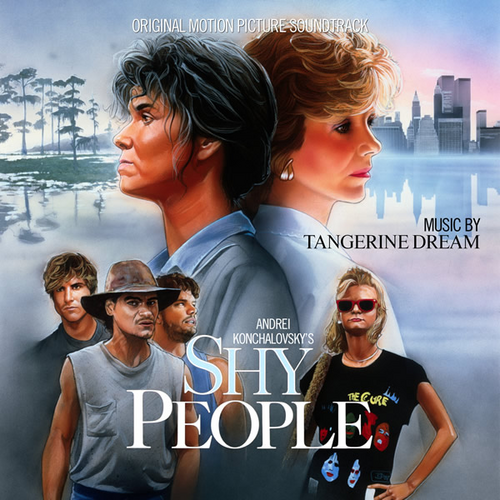 ORIGINAL MOTION PICTURE SOUNDTRACK
MUSIC BY
TANGERINE DREAM
ANDREI
KONCHALOVSKY'S
SHY
PEOPLE
THE CURE